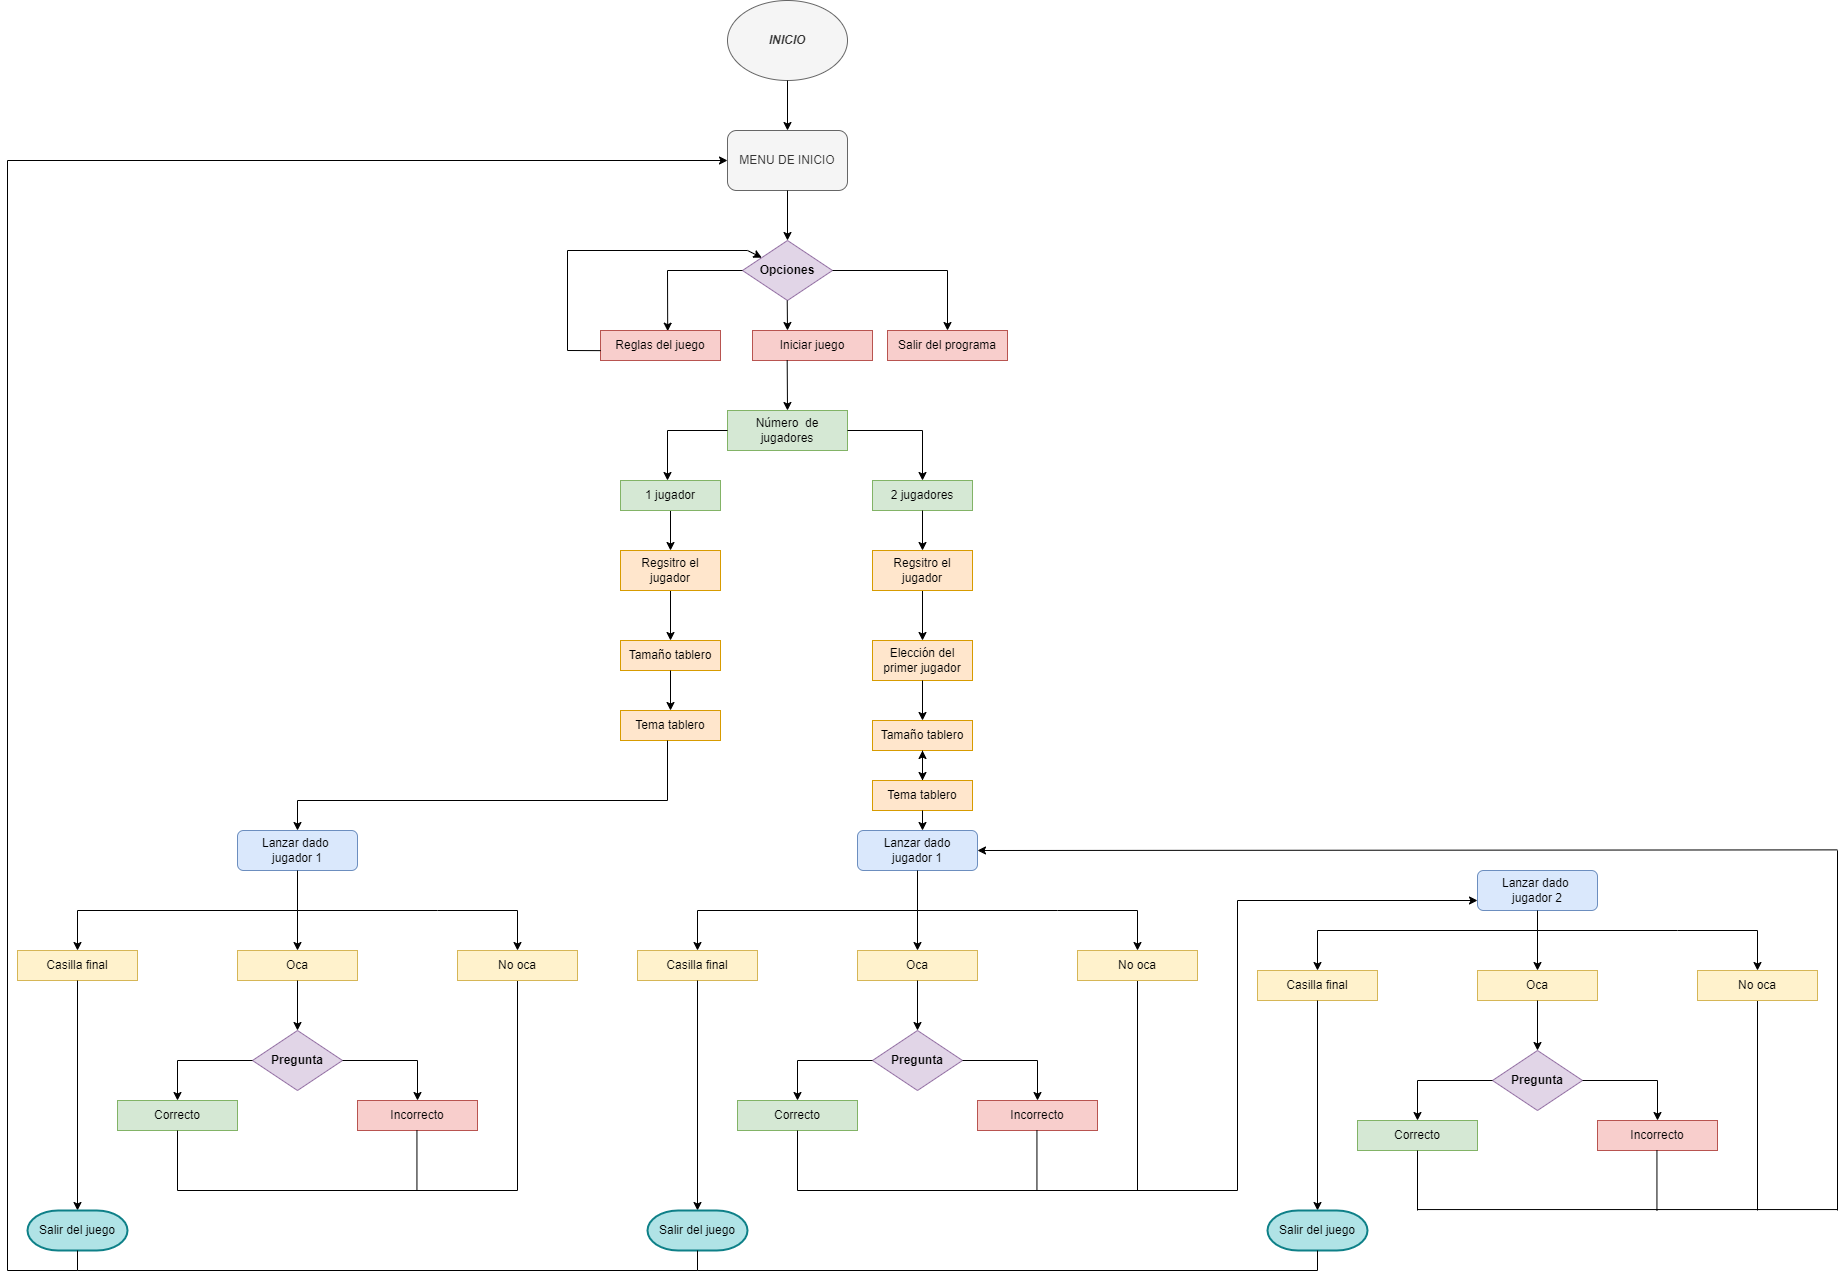 INICIO
MENU DE INICIO
Opciones
Reglas del juego
Iniciar juego
Salir del programa
Número de
jugadores
1 jugador
2 jugadores
Regsitro el
jugador
Regsitro el
jugador
Tamaño tablero
Elección del
primer jugador
Tema tablero
Tamaño tablero
Tema tablero
Lanzar dado
jugador 1
Lanzar dado
jugador 1
Lanzar dado
jugador 2
Casilla final
Oca
No oca
Casilla final
Oca
No oca
Casilla final
Oca
No oca
Pregunta
Pregunta
Pregunta
Correcto
Incorrecto
Correcto
Incorrecto
Correcto
Incorrecto
Salir del juego
Salir del juego
Salir del juego